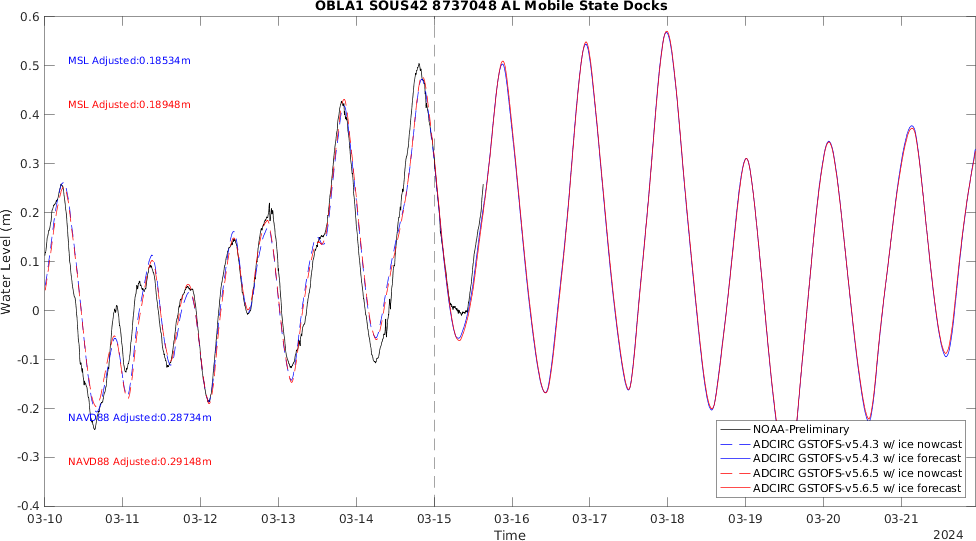 OBLA1 SOUS42 8737048 AL Mobile State Docks
0.6
0.5
0.4
0.3
0.2
0.1
0
-0.1
-0.2
-0.3
-0.4
Water Level (m)
MSL Adjusted:0.18534m
MSL Adjusted:0.18948m
NAVD88 Adjusted:0.28734m
NAVD88 Adjusted:0.29148m
NOAA-Preliminary
ADCIRC GSTOFS-v5.4.3 w/ ice nowcast
ADCIRC GSTOFS-v5.4.3 w/ ice forecast
ADCIRC GSTOFS-v5.6.5 w/ ice nowcast
ADCIRC GSTOFS-v5.6.5 w/ ice forecast
03-10 03-11 03-12 03-13 03-14 03-15 03-16 03-17 03-18 03-19 03-20 03-21
Time
2024